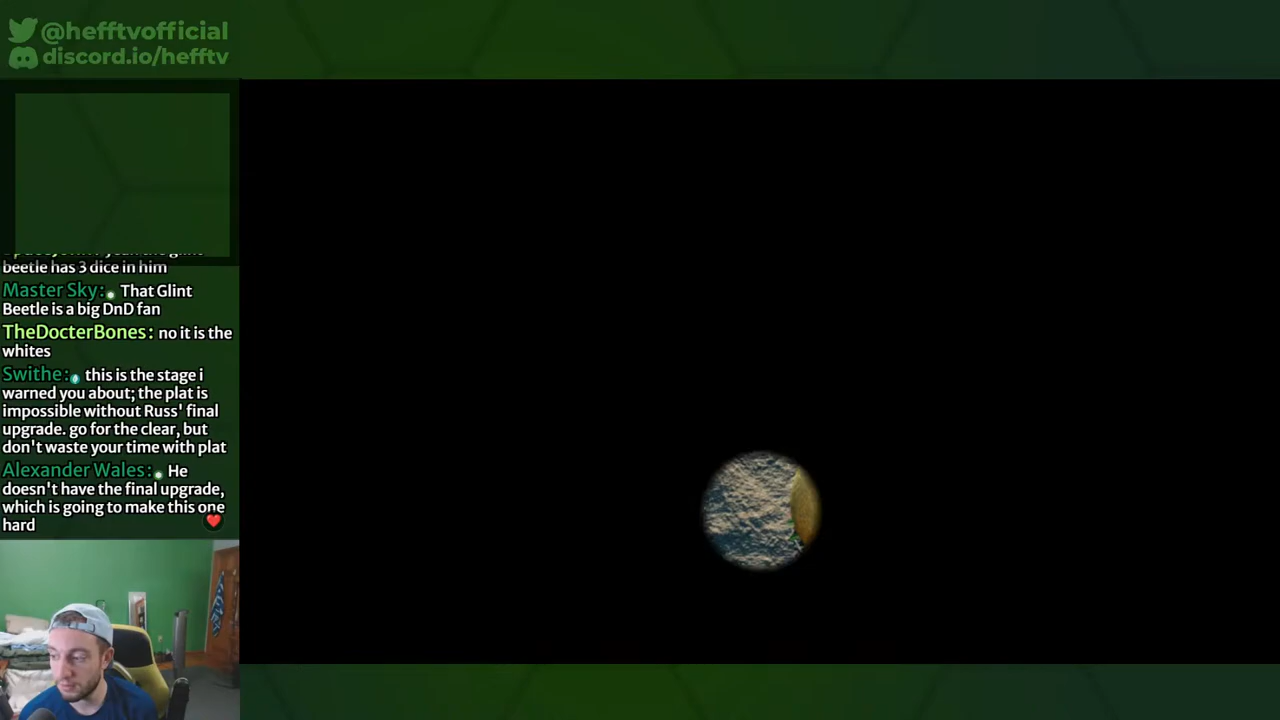 @hefftvofficial
discord.io/hefftv
beetle has 3 dice in him
Master Sky: That Glint
Beetle is a big DnD fan
TheDocterBones: no it is the
whites
Swithe: this is the stage i
warned you about; the plat is
impossible without Russ' final
upgrade. go for the clear, but
don't waste your time with plat
Alexander Wales: He
doesn't have the final upgrade,
which is going to make this one
hard